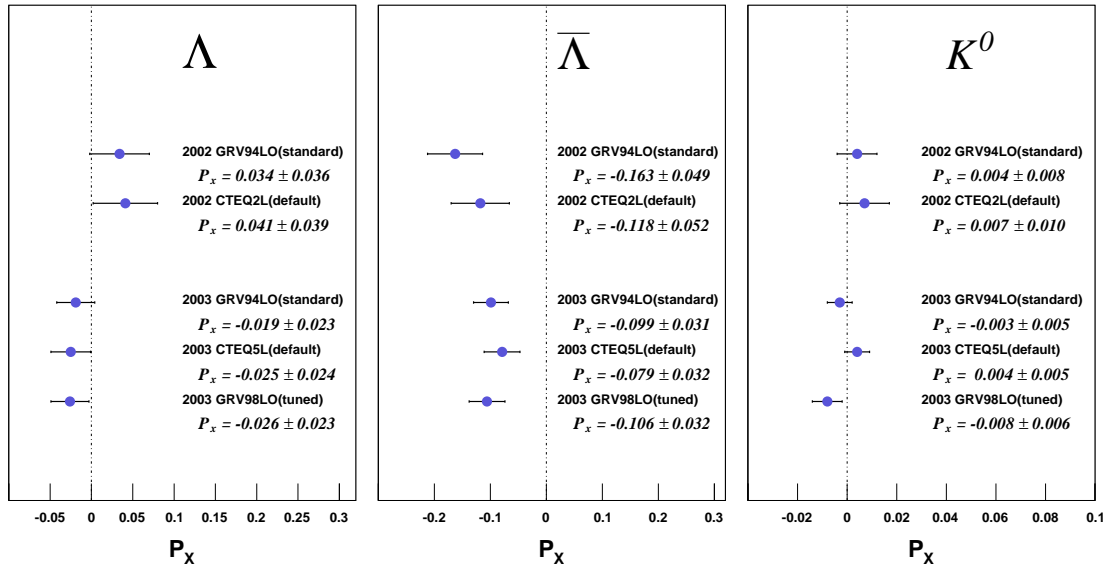 Λ
2002 GRV94LO(standard)
P_x = 0.034 ± 0.036
2002 CTEQ2L(default)
P_x = 0.041 ± 0.039
2003 GRV94LO(standard)
P_x = -0.019 ± 0.023
2003 CTEQ5L(default)
P_x = -0.025 ± 0.024
2003 GRV98LO(tuned)
P_x = -0.026 ± 0.023
-0.05 0 0.05 0.1 0.15 0.2 0.25 0.3
P_X
Λ̅
2002 GRV94LO(standard)
P_x = -0.163 ± 0.049
2002 CTEQ2L(default)
P_x = -0.118 ± 0.052
2003 GRV94LO(standard)
P_x = -0.099 ± 0.031
2003 CTEQ5L(default)
P_x = -0.079 ± 0.032
2003 GRV98LO(tuned)
P_x = -0.106 ± 0.032
-0.2 -0.1 0 0.1 0.2 0.3
P_X
K^0
2002 GRV94LO(standard)
P_x = 0.004 ± 0.008
2002 CTEQ2L(default)
P_x = 0.007 ± 0.010
2003 GRV94LO(standard)
P_x = -0.003 ± 0.005
2003 CTEQ5L(default)
P_x = 0.004 ± 0.005
2003 GRV98LO(tuned)
P_x = -0.008 ± 0.006
-0.02 0 0.02 0.04 0.06 0.08 0.1
P_X